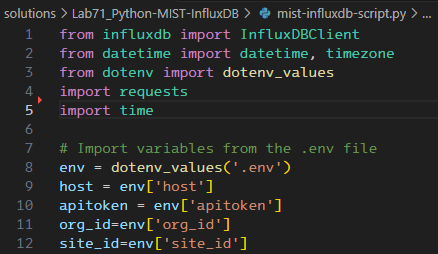 solutions > Lab71_Python-MIST-InfluxDB > mist-influxdb-script.py > ...
1 from influxdb import InfluxDBClient
2 from datetime import datetime, timezone
3 from dotenv import dotenv_values
4 import requests
5 import time
6
7 # Import variables from the .env file
8 env = dotenv_values('.env')
9 host = env['host']
10 apitoken = env['apitoken']
11 org_id=env['org_id']
12 site_id=env['site_id']